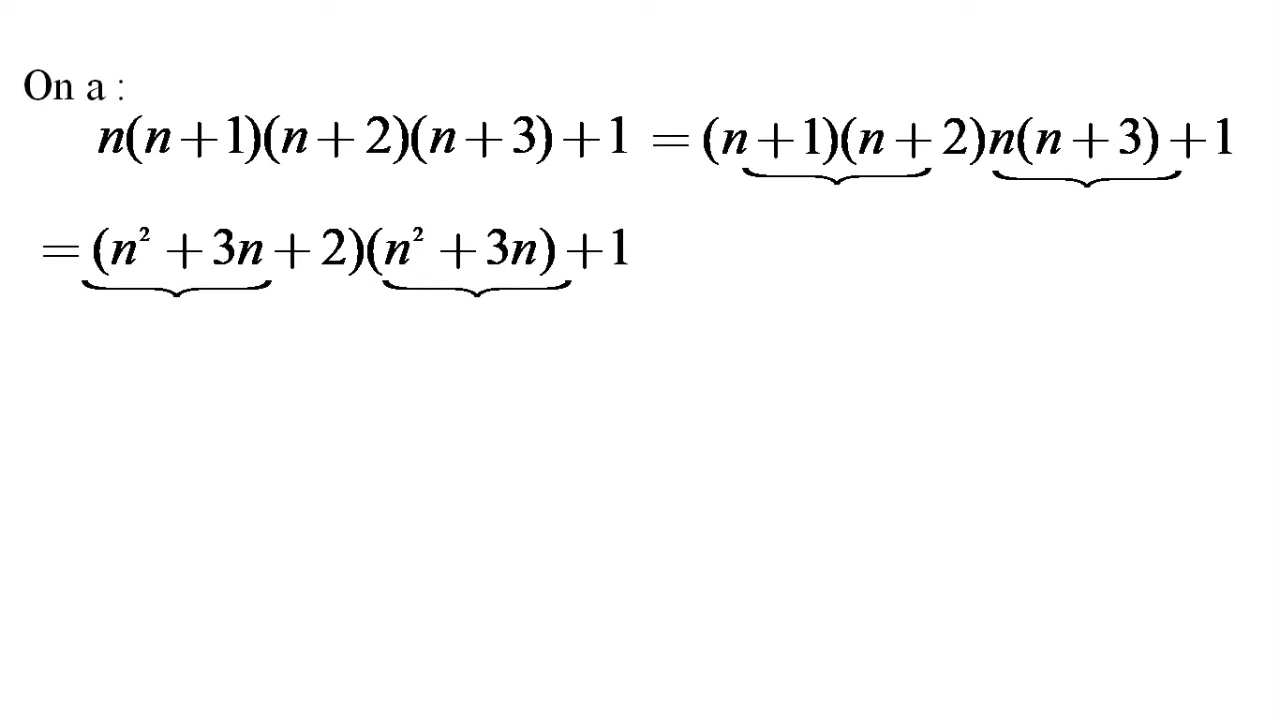 On a :
n(n+1)(n+2)(n+3)+1 = (n+1)(n+2)n(n+3)+1
= (n²+3n+2)(n²+3n)+1